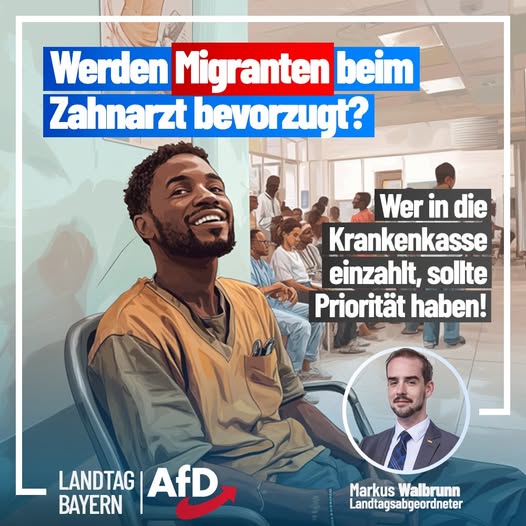 Werden Migranten beim
Zahnarzt bevorzugt?
Wer in die
Krankenkasse
einzahlt, sollte
Priorität haben!
LANDTAG
BAYERN
AfD
Markus Walbrunn
Landtagsabgeordneter